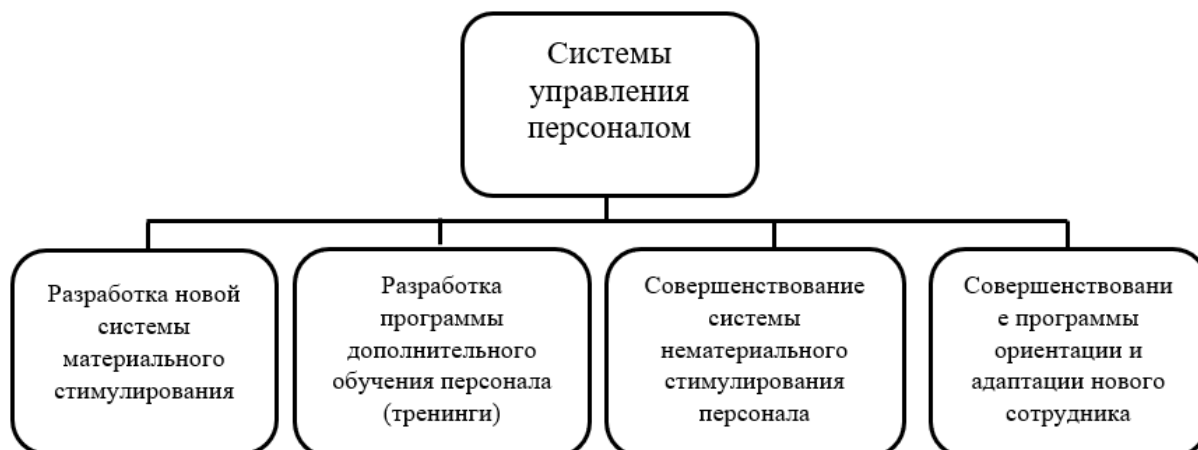 Системы
управления
персоналом
Разработка новой
системы
материального
стимулирования
Разработка
программы
дополнительного
обучения персонала
(тренинги)
Совершенствование
системы
нематериального
стимулирования
персонала
Совершенствовани
е программы
ориентации и
адаптации нового
сотрудника